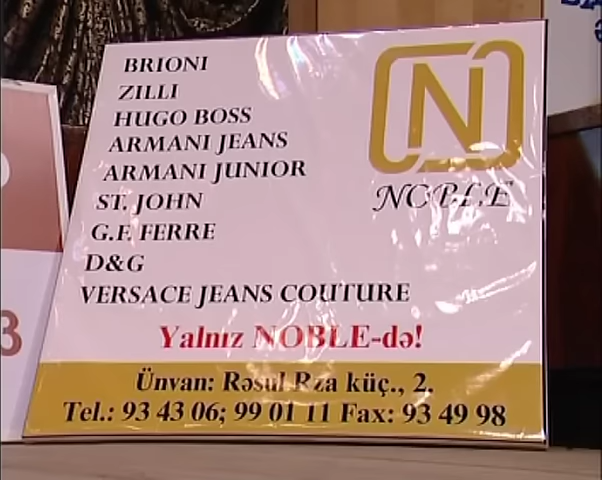 BRIONI
ZILLI
HUGO BOSS
ARMANI JEANS
ARMANI JUNIOR
ST. JOHN
G.F. FERRE
D&G
VERSACE JEANS COUTURE
N
NOBLE
Yalnız NOBLE-də!
Ünvan: Rəsul Rza küç., 2.
Tel.: 93 43 06; 99 01 11 Fax: 93 49 98
3